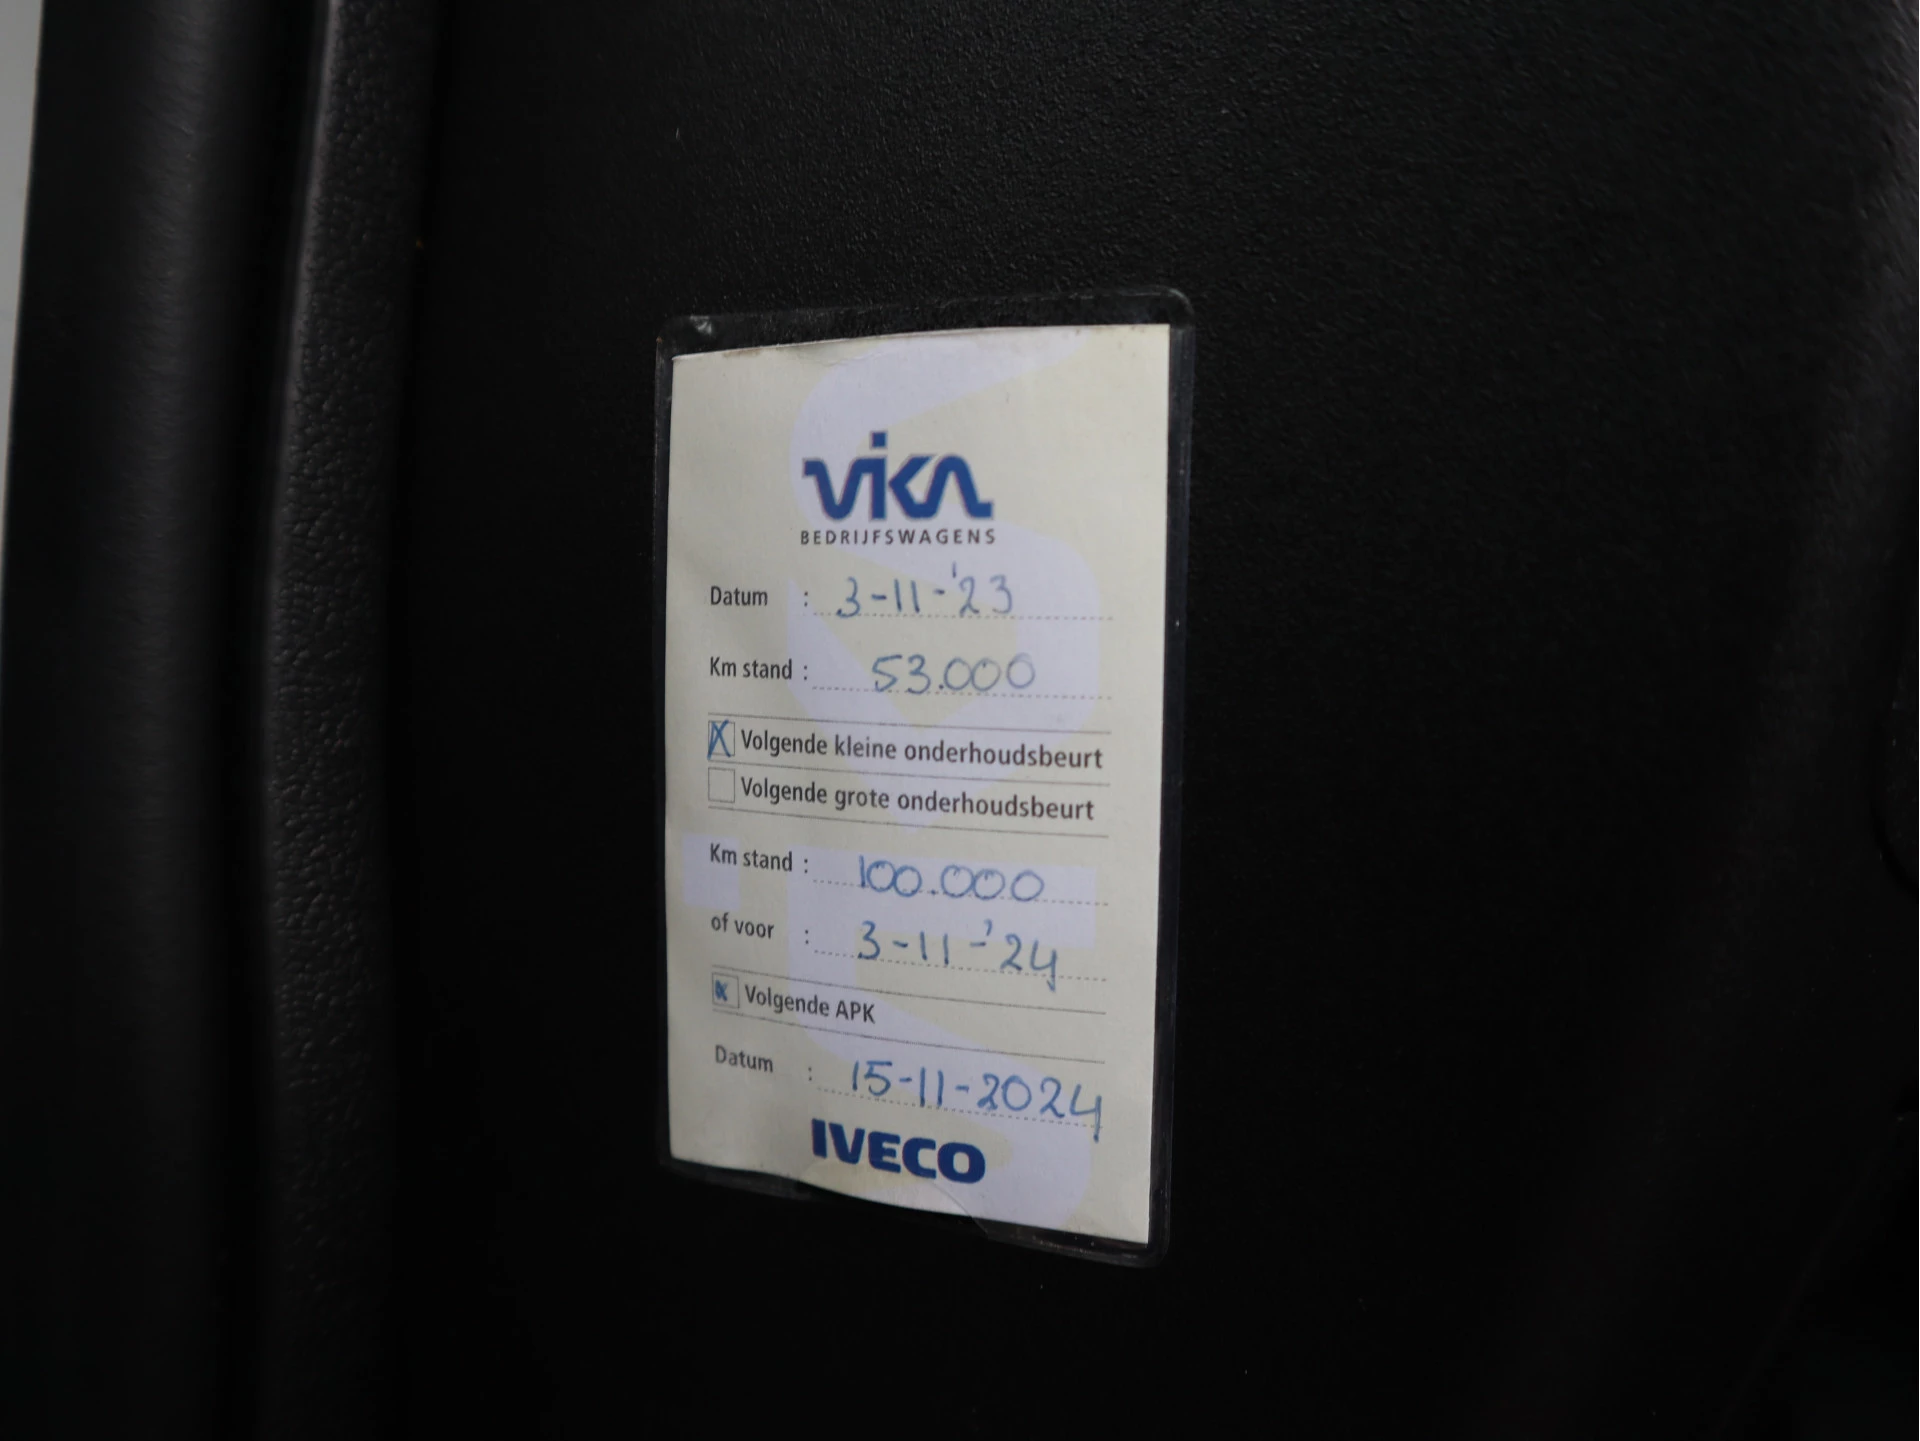 VIKA
BEDRIJFSWAGENS
Datum : 3-11-'23
Km stand : 53.000
X Volgende kleine onderhoudsbeurt
Volgende grote onderhoudsbeurt
Km stand : 100.000
of voor : 3-11-'24
x Volgende APK
Datum : 15-11-2024
IVECO